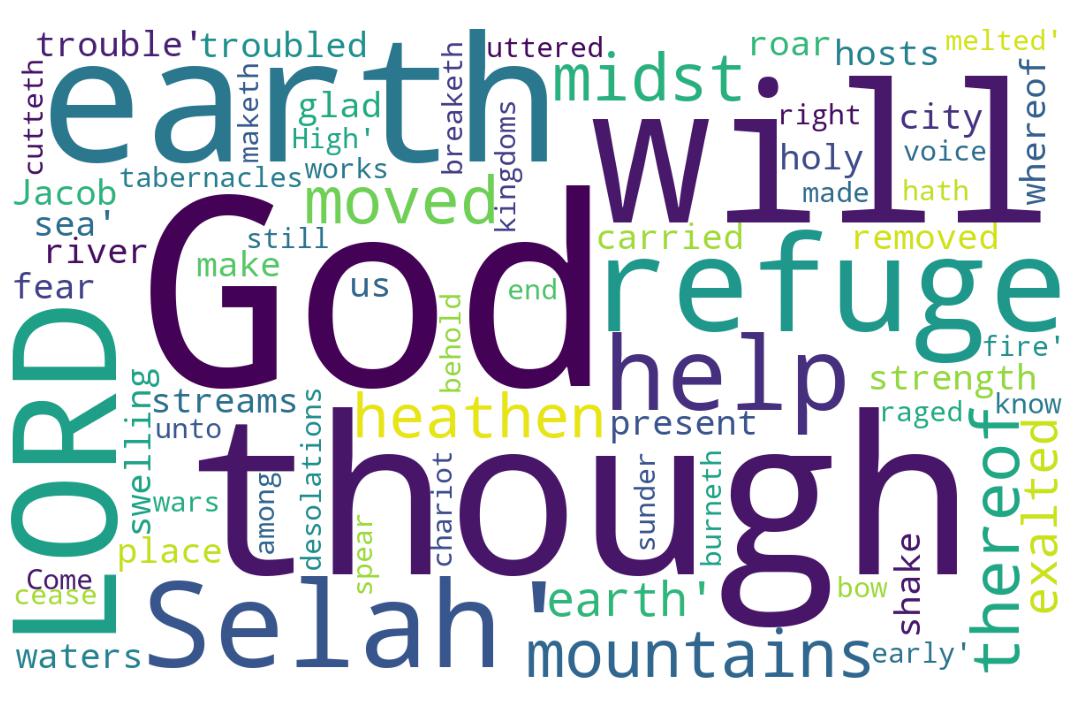 trouble'
troubled
uttered
roar
hosts
melted'
earth
midst
cutteth
maketh
glad
High'
breaketh
kingdoms
will
right
city
whereof
holy
voice
made
hath
tabernacles
works
Jacob
moved
sea'
river
still
carried
removed
God
make
us
end
refuge
fear
behold
LORD
help
fire'
strength
streams
heathen
present
raged
know
swelling
unto
though
thereof
exalted
wars
among
desolations
spear
chariot
sunder
burneth
place
Come
cease
Selah '
earth'
bow
shake
waters
mountains
early'